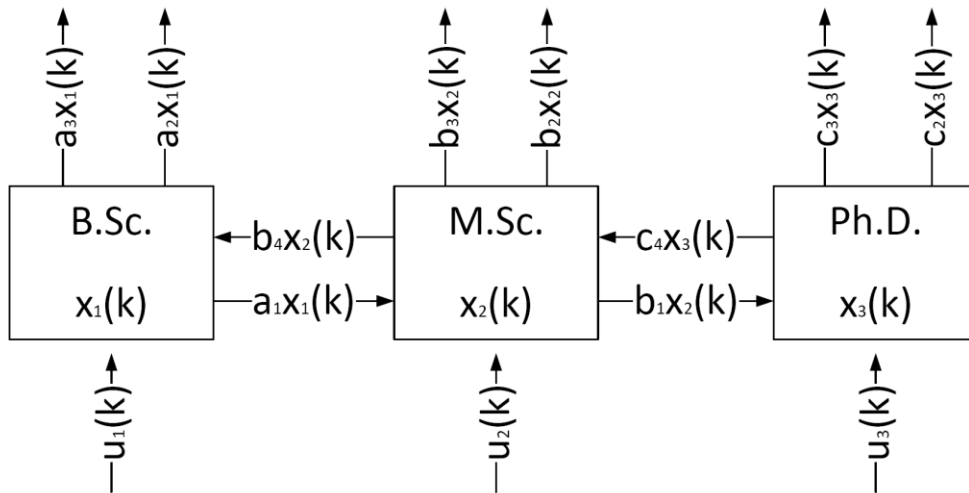 a₃x₁(k)
a₂x₁(k)
b₃x₂(k)
b₂x₂(k)
c₃x₃(k)
c₂x₃(k)
B.Sc.
M.Sc.
Ph.D.
b₄x₂(k)
c₄x₃(k)
x₁(k)
a₁x₁(k)
x₂(k)
b₁x₂(k)
x₃(k)
u₁(k)
u₂(k)
u₃(k)